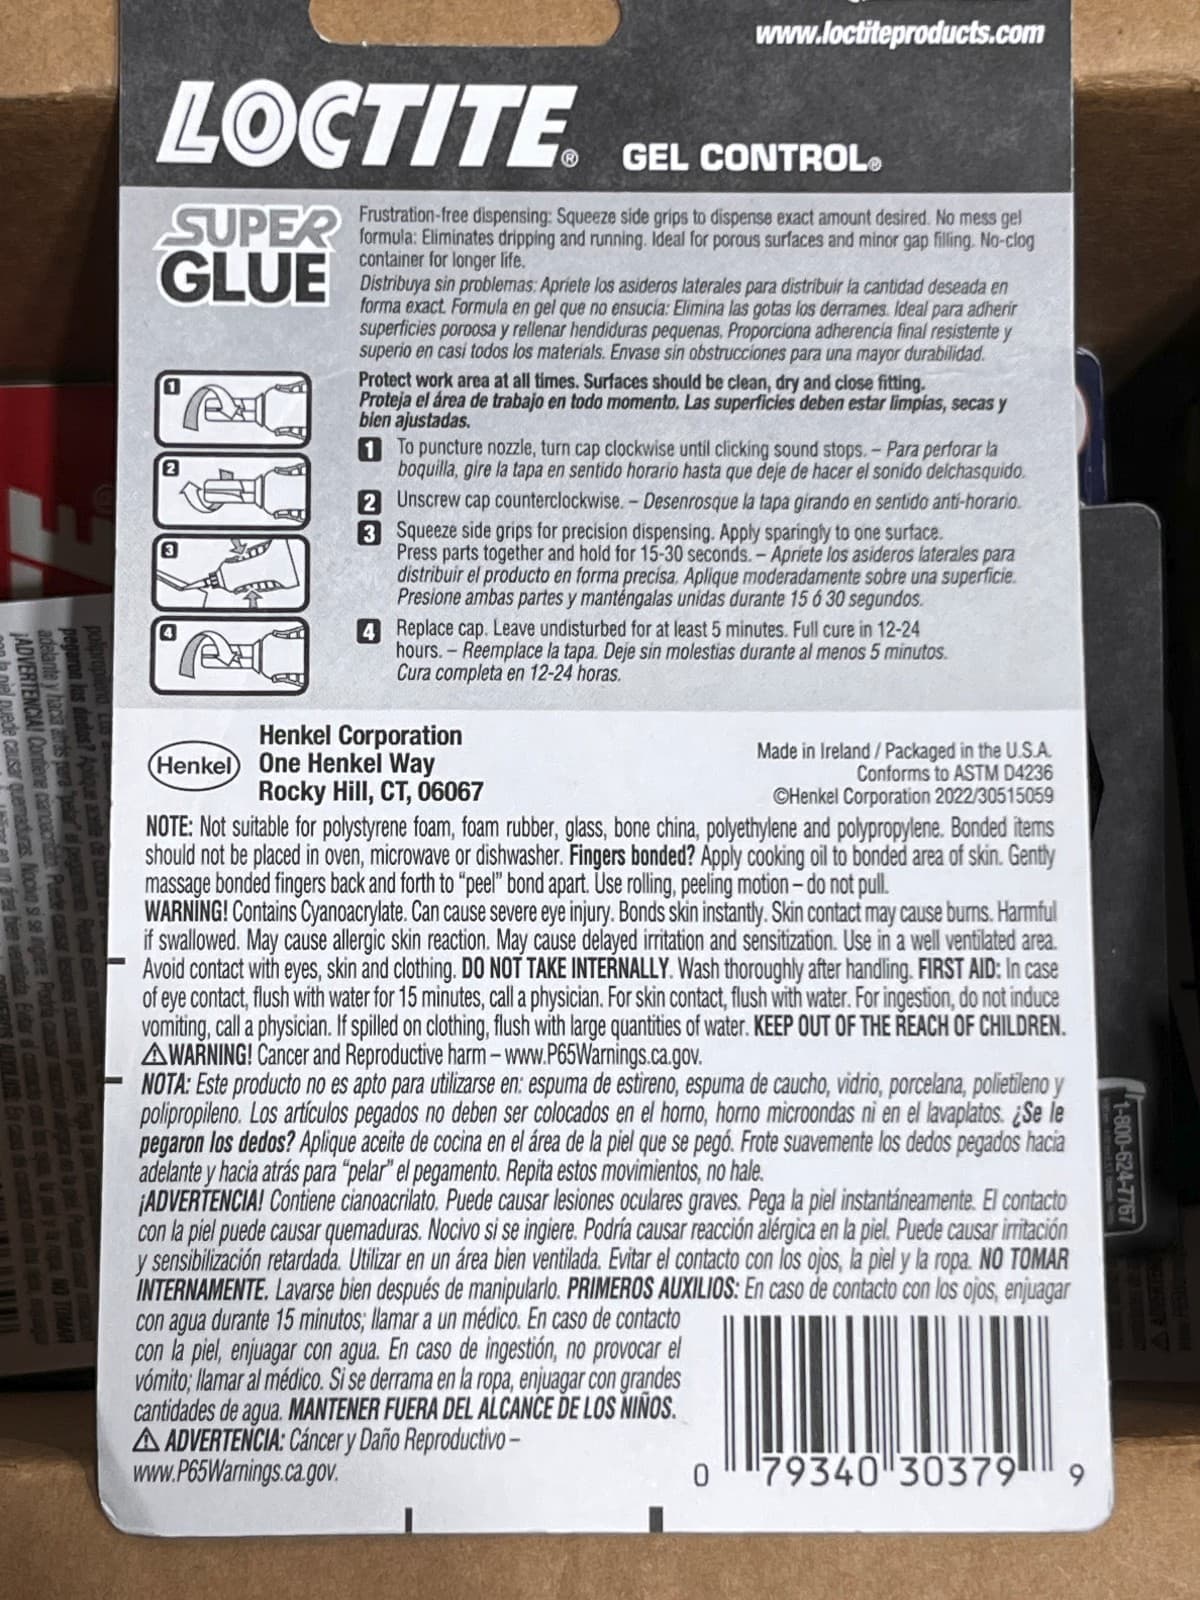 www.loctiteproducts.com
LOCTITE®
GEL CONTROL®
SUPER
GLUE
Frustration-free dispensing: Squeeze side grips to dispense exact amount desired. No mess gel
formula: Eliminates dripping and running. Ideal for porous surfaces and minor gap filling. No-clog
container for longer life.
Distribuya sin problemas: Apriete los asideros laterales para distribuir la cantidad deseada en
forma exact. Formula en gel que no ensucia: Elimina las gotas los derrames. Ideal para adherir
superficies poroosa y rellenar hendiduras pequenas. Proporciona adherencia final resistente y
superio en casi todos los materials. Envase sin obstrucciones para una mayor durabilidad.
Protect work area at all times. Surfaces should be clean, dry and close fitting.
Proteja el área de trabajo en todo momento. Las superficies deben estar limpias, secas y
bien ajustadas.
1
2
3
4
1 To puncture nozzle, turn cap clockwise until clicking sound stops. – Para perforar la
boquilla, gire la tapa en sentido horario hasta que deje de hacer el sonido delchasquido.
2 Unscrew cap counterclockwise. – Desenrosque la tapa girando en sentido anti-horario.
3 Squeeze side grips for precision dispensing. Apply sparingly to one surface.
Press parts together and hold for 15-30 seconds. – Apriete los asideros laterales para
distribuir el producto en forma precisa. Aplique moderadamente sobre una superficie.
Presione ambas partes y manténgalas unidas durante 15 ó 30 segundos.
4 Replace cap. Leave undisturbed for at least 5 minutes. Full cure in 12-24
hours. – Reemplace la tapa. Deje sin molestias durante al menos 5 minutos.
Cura completa en 12-24 horas.
Henkel
Henkel Corporation
One Henkel Way
Rocky Hill, CT, 06067
Made in Ireland / Packaged in the U.S.A.
Conforms to ASTM D4236
©Henkel Corporation 2022/30515059
NOTE: Not suitable for polystyrene foam, foam rubber, glass, bone china, polyethylene and polypropylene. Bonded items
should not be placed in oven, microwave or dishwasher. Fingers bonded? Apply cooking oil to bonded area of skin. Gently
massage bonded fingers back and forth to “peel” bond apart. Use rolling, peeling motion – do not pull.
WARNING! Contains Cyanoacrylate. Can cause severe eye injury. Bonds skin instantly. Skin contact may cause burns. Harmful
if swallowed. May cause allergic skin reaction. May cause delayed irritation and sensitization. Use in a well ventilated area.
Avoid contact with eyes, skin and clothing. DO NOT TAKE INTERNALLY. Wash thoroughly after handling. FIRST AID: In case
of eye contact, flush with water for 15 minutes, call a physician. For skin contact, flush with water. For ingestion, do not induce
vomiting, call a physician. If spilled on clothing, flush with large quantities of water. KEEP OUT OF THE REACH OF CHILDREN.
⚠WARNING! Cancer and Reproductive harm – www.P65Warnings.ca.gov.
NOTA: Este producto no es apto para utilizarse en: espuma de estireno, espuma de caucho, vidrio, porcelana, polietileno y
polipropileno. Los artículos pegados no deben ser colocados en el horno, horno microondas ni en el lavaplatos. ¿Se le
pegaron los dedos? Aplique aceite de cocina en el área de la piel que se pegó. Frote suavemente los dedos pegados hacia
adelante y hacia atrás para “pelar” el pegamento. Repita estos movimientos, no hale.
¡ADVERTENCIA! Contiene cianoacrilato. Puede causar lesiones oculares graves. Pega la piel instantáneamente. El contacto
con la piel puede causar quemaduras. Nocivo si se ingiere. Podría causar reacción alérgica en la piel. Puede causar irritación
y sensibilización retardada. Utilizar en un área bien ventilada. Evitar el contacto con los ojos, la piel y la ropa. NO TOMAR
INTERNAMENTE. Lavarse bien después de manipularlo. PRIMEROS AUXILIOS: En caso de contacto con los ojos, enjuagar
con agua durante 15 minutos; llamar a un médico. En caso de contacto
con la piel, enjuagar con agua. En caso de ingestión, no provocar el
vómito; llamar al médico. Si se derrama en la ropa, enjuagar con grandes
cantidades de agua. MANTENER FUERA DEL ALCANCE DE LOS NIÑOS.
⚠ ADVERTENCIA: Cáncer y Daño Reproductivo –
www.P65Warnings.ca.gov.
0 79340 30379 9
1-800-624-7767